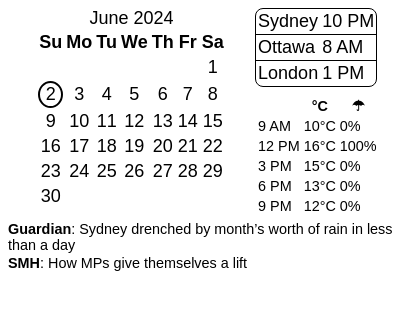 June 2024
Su Mo Tu We Th Fr Sa
1
2 3 4 5 6 7 8
9 10 11 12 13 14 15
16 17 18 19 20 21 22
23 24 25 26 27 28 29
30
Sydney 10 PM
Ottawa 8 AM
London 1 PM
°C ☂
9 AM 10°C 0%
12 PM 16°C 100%
3 PM 15°C 0%
6 PM 13°C 0%
9 PM 12°C 0%
Guardian: Sydney drenched by month’s worth of rain in less
than a day
SMH: How MPs give themselves a lift